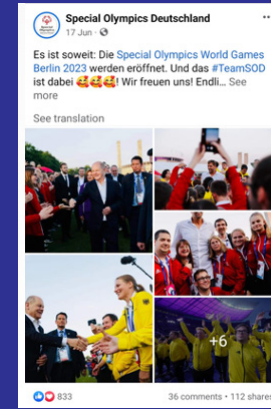 Special Olympics Deutschland
17 Jun ·
Es ist soweit: Die Special Olympics World Games
Berlin 2023 werden eröffnet. Und das #TeamSOD
ist dabei 🥰🥰🥰! Wir freuen uns! Endli... See
more
See translation
+6
833
36 comments • 112 shares